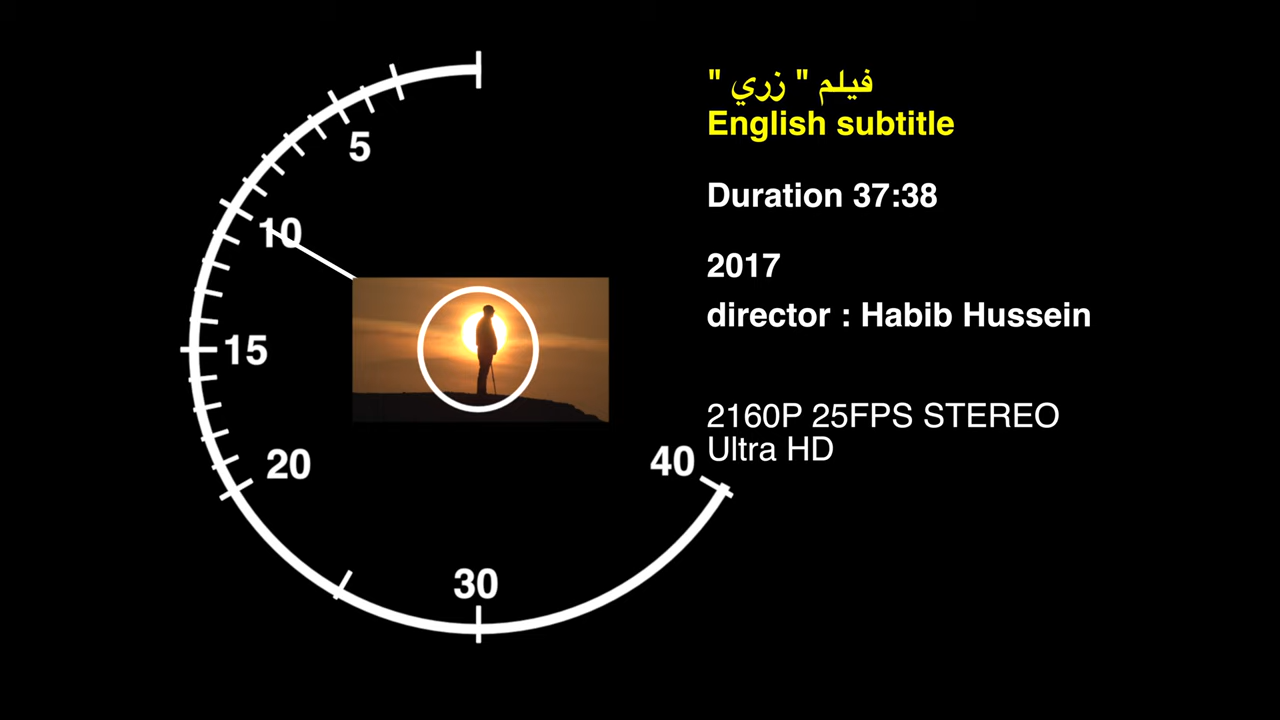 فيلم " زري "
English subtitle
Duration 37:38
2017
director : Habib Hussein
2160P 25FPS STEREO
Ultra HD
5
10
15
20
30
40